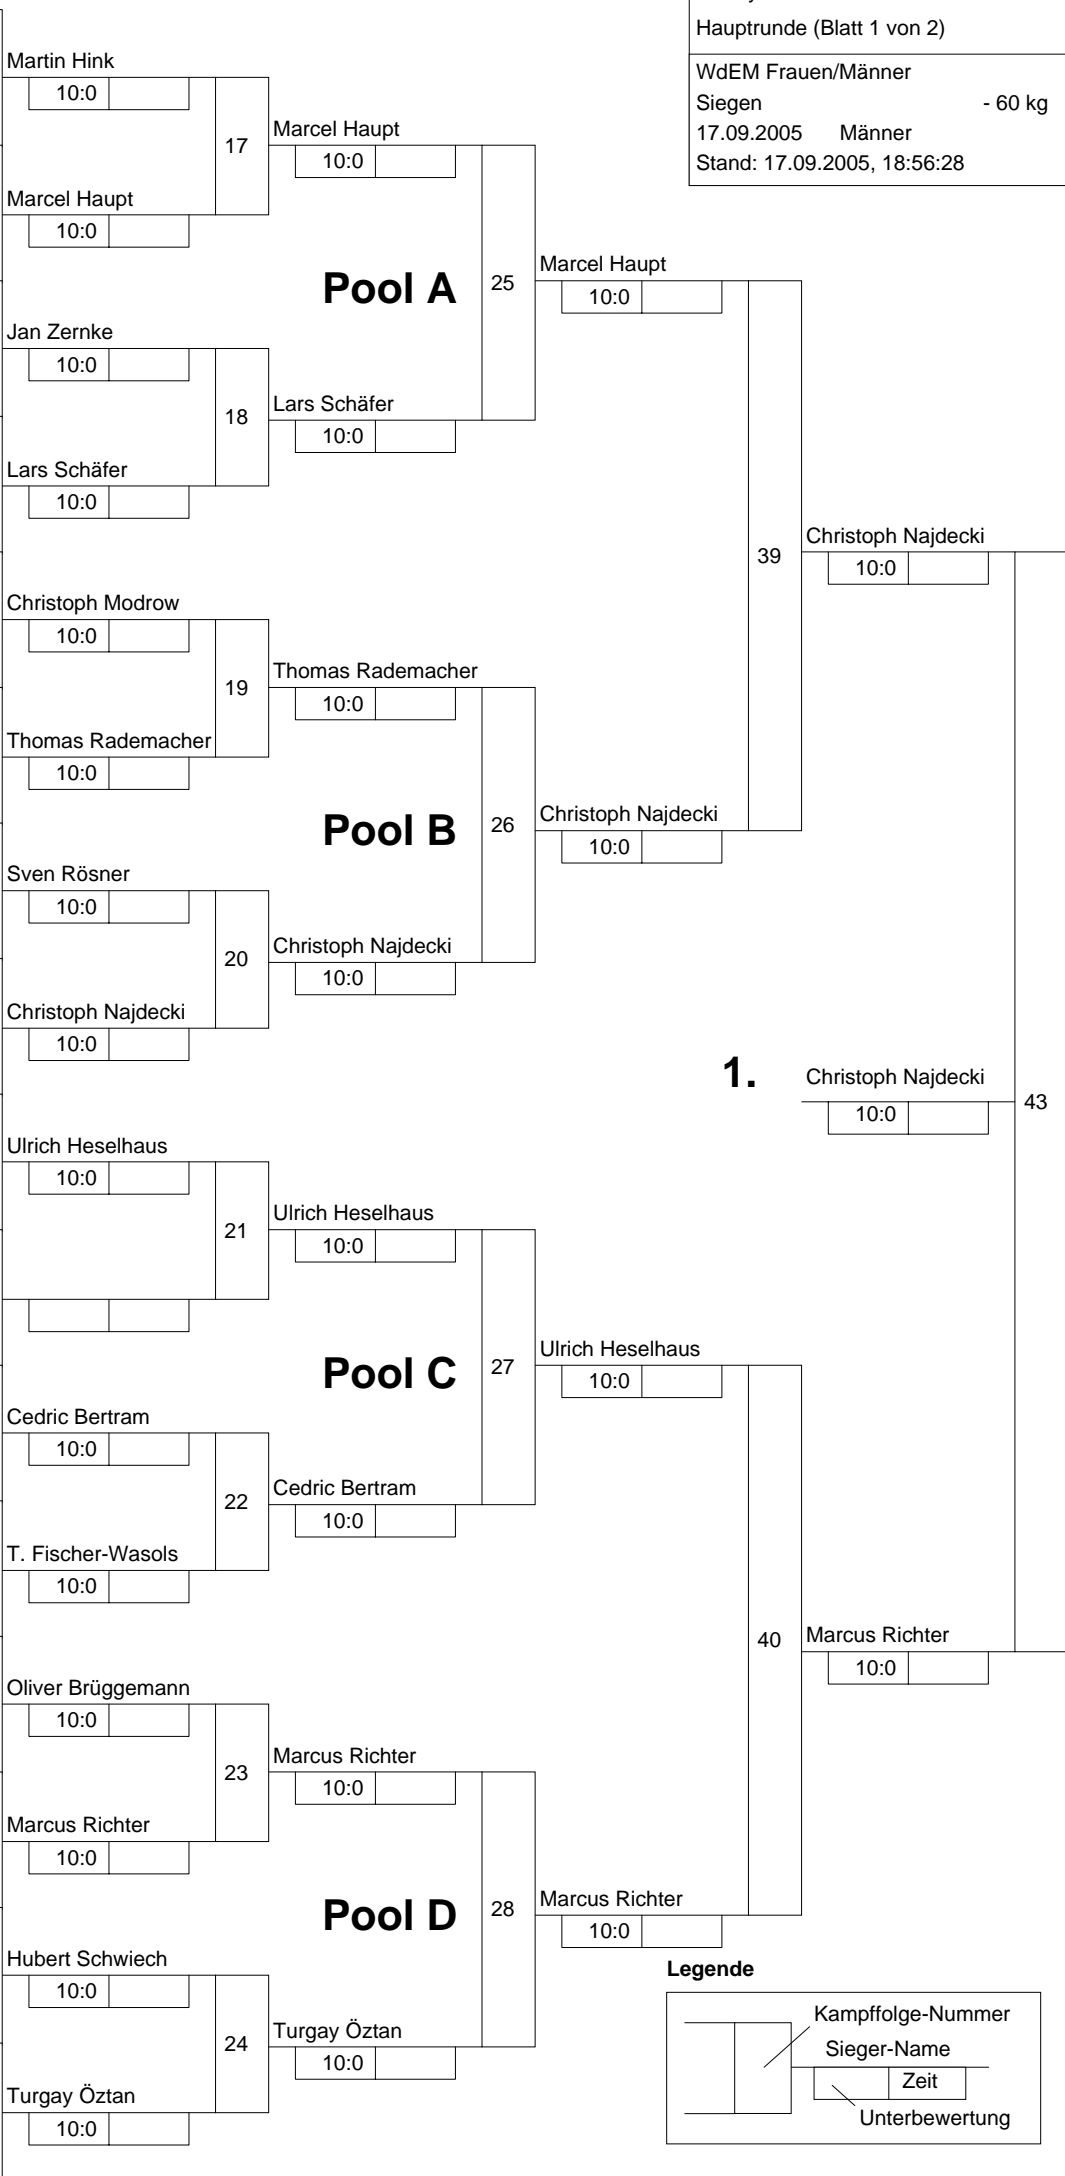 Hauptrunde (Blatt 1 von 2)
WdEM Frauen/Männer
Siegen - 60 kg
17.09.2005 Männer
Stand: 17.09.2005, 18:56:28
Martin Hink
10:0
17
Marcel Haupt
10:0
Marcel Haupt
10:0
Pool A
25
Marcel Haupt
10:0
Jan Zernke
10:0
18
Lars Schäfer
10:0
Lars Schäfer
10:0
39
Christoph Najdecki
10:0
Christoph Modrow
10:0
19
Thomas Rademacher
10:0
Thomas Rademacher
10:0
Pool B
26
Christoph Najdecki
10:0
Sven Rösner
10:0
20
Christoph Najdecki
10:0
Christoph Najdecki
10:0
1.
Christoph Najdecki
10:0
43
Ulrich Heselhaus
10:0
21
Ulrich Heselhaus
10:0
Pool C
27
Ulrich Heselhaus
10:0
Cedric Bertram
10:0
22
Cedric Bertram
10:0
T. Fischer-Wasols
10:0
40
Marcus Richter
10:0
Oliver Brüggemann
10:0
23
Marcus Richter
10:0
Marcus Richter
10:0
Pool D
28
Marcus Richter
10:0
Hubert Schwiech
10:0
24
Turgay Öztan
10:0
Turgay Öztan
10:0
Legende
Kampffolge-Nummer
Sieger-Name
Zeit
Unterbewertung